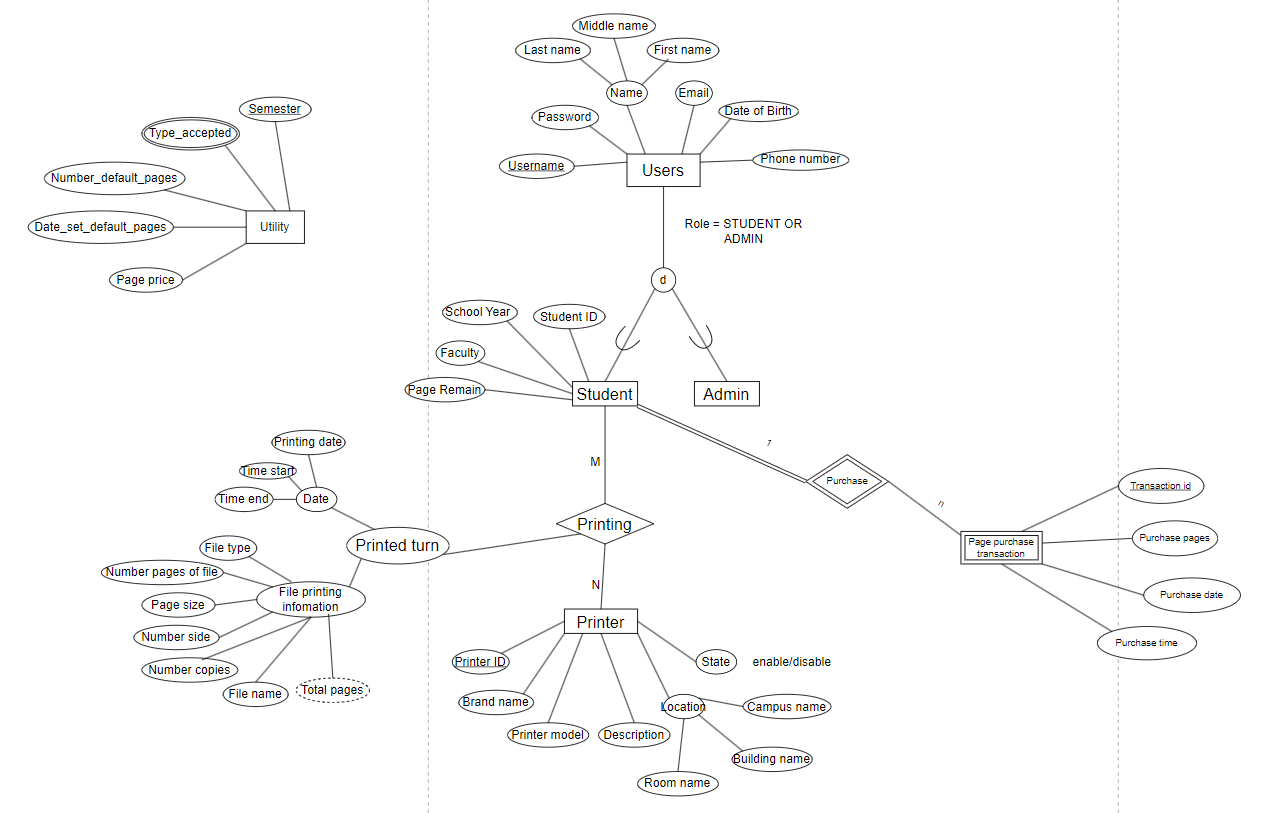 Middle name
Last name
First name
Name
Email
Semester
Date of Birth
Password
Type_accepted
Phone number
Username
Users
Number_default_pages
Role = STUDENT OR
ADMIN
Date_set_default_pages
Utility
Page price
d
School Year
Student ID
Faculty
Page Remain
Student
Admin
Printing date
1
M
Time start
Purchase
Transaction id
Time end
Date
n
Printing
Purchase pages
Printed turn
Page purchase
transaction
File type
Number pages of file
N
File printing
infomation
Purchase date
Page size
Printer
Number side
Purchase time
Printer ID
State
enable/disable
Number copies
File name
Total pages
Brand name
Location
Campus name
Printer model
Description
Building name
Room name